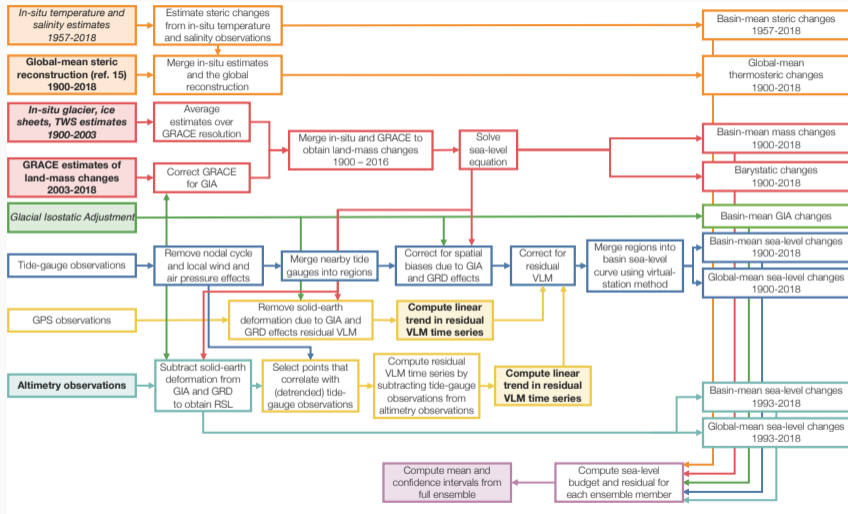 In-situ temperature and
salinity estimates
1957-2018
Estimate steric changes
from in-situ temperature
and salinity observations
Basin-mean steric changes
1957-2018
Global-mean steric
reconstruction (ref. 15)
1900-2018
Merge in-situ estimates
and the global
reconstruction
Global-mean
thermosteric changes
1900-2018
In-situ glacier, ice
sheets, TWS estimates
1900-2003
Average
estimates over
GRACE resolution
Merge in-situ and GRACE to
obtain land-mass changes
1900 – 2016
Solve
sea-level
equation
Basin-mean mass changes
1900-2018
GRACE estimates of
land-mass changes
2003-2018
Correct GRACE
for GIA
Barystatic changes
1900-2018
Glacial Isostatic Adjustment
Basin-mean GIA changes
Tide-gauge observations
Remove nodal cycle
and local wind and
air pressure effects
Merge nearby tide
gauges into regions
Correct for spatial
biases due to GIA
and GRD effects
Correct for
residual
VLM
Merge regions into
basin sea-level
curve using virtual-
station method
Basin-mean sea-level changes
1900-2018
Global-mean sea-level changes
1900-2018
GPS observations
Remove solid-earth
deformation due to GIA and
GRD effects residual VLM
Compute linear
trend in residual
VLM time series
Altimetry observations
Subtract solid-earth
deformation from
GIA and GRD
to obtain RSL
Select points that
correlate with
(detrended) tide-
gauge observations
Compute residual
VLM time series by
subtracting tide-gauge
observations from
altimetry observations
Compute linear
trend in residual
VLM time series
Basin-mean sea-level changes
1993-2018
Global-mean sea-level changes
1993-2018
Compute mean and
confidence intervals from
full ensemble
Compute sea-level
budget and residual for
each ensemble member